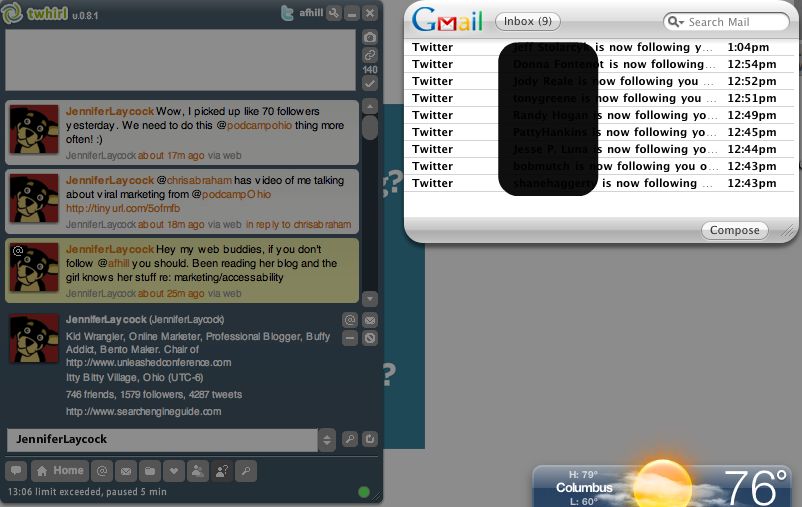 twhirl v.0.8.1
afhill
140
JenniferLaycock Wow, I picked up like 70 followers
yesterday. We need to do this @podcampohio thing more
often! :)
JenniferLaycock about 17m ago via web
JenniferLaycock @chrisabraham has video of me talking
about viral marketing from @podcampOhio
http://tinyurl.com/5ofmfb
JenniferLaycock about 18m ago via web in reply to chrisabraham
@
JenniferLaycock Hey my web buddies, if you don't
follow @afhill you should. Been reading her blog and the
girl knows her stuff re: marketing/accessability
JenniferLaycock about 25m ago via web
JenniferLaycock (JenniferLaycock)
Kid Wrangler, Online Marketer, Professional Blogger, Buffy
Addict, Bento Maker. Chair of
http://www.unleashedconference.com
Itty Bitty Village, Ohio (UTC-6)
746 friends, 1579 followers, 4287 tweets
http://www.searchengineguide.com
JenniferLaycock
Home @
13:06 limit exceeded, paused 5 min
g?
?
Gmail Inbox (9) Search Mail
Twitter Jeff Stolarcyk is now following y… 1:04pm
Twitter Donna Fontenot is now following… 12:54pm
Twitter Jody Reale is now following you … 12:52pm
Twitter tonygreene is now following you … 12:51pm
Twitter Randy Hogan is now following yo… 12:49pm
Twitter PattyHankins is now following yo… 12:45pm
Twitter Jesse P. Luna is now following yo… 12:44pm
Twitter bobmutch is now following you o… 12:43pm
Twitter shanehaggerty is now following … 12:43pm
Compose
H: 79°
Columbus
L: 60°
76°